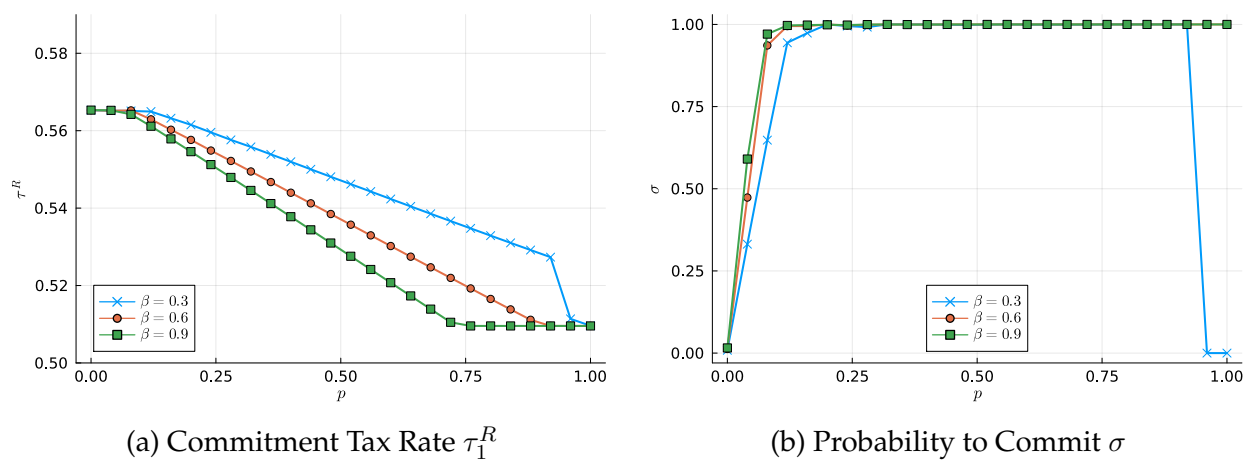 0.58
0.56
0.54
0.52
0.50
τ^R
β = 0.3
β = 0.6
β = 0.9
0.00
0.25
0.50
0.75
1.00
p
(a) Commitment Tax Rate τ₁^R
1.00
0.75
0.50
0.25
0.00
σ
β = 0.3
β = 0.6
β = 0.9
0.00
0.25
0.50
0.75
1.00
p
(b) Probability to Commit σ